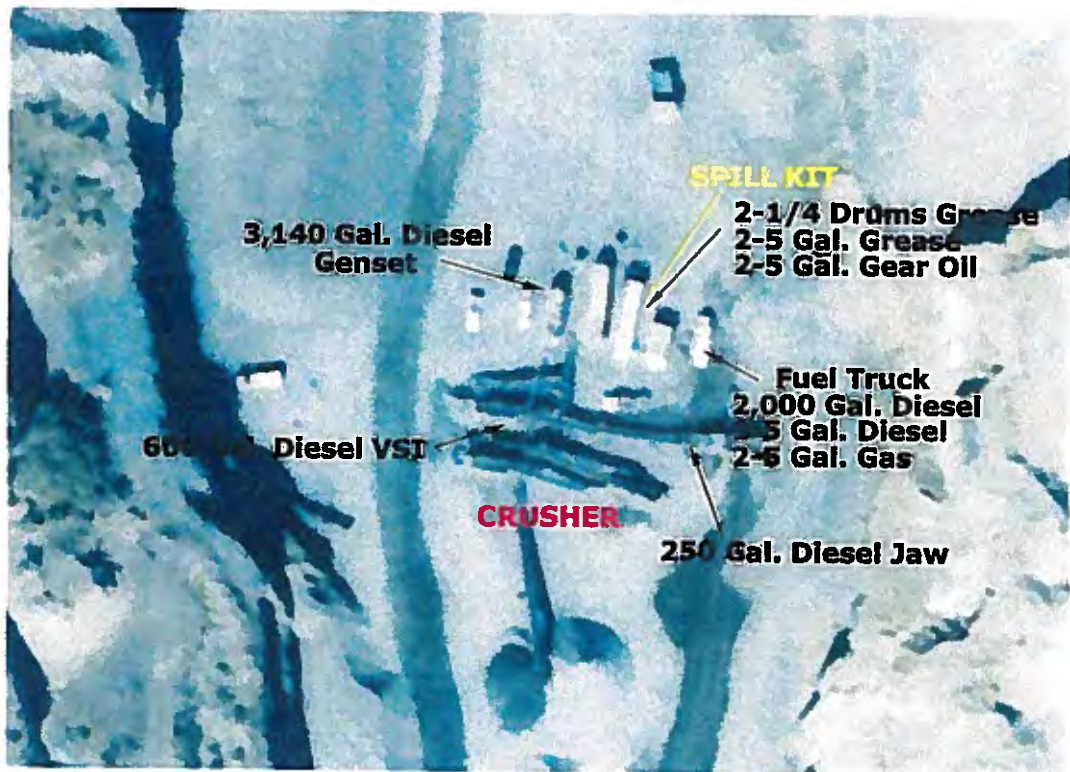 SPILL KIT
2-1/4 Drums Grease
2-5 Gal. Grease
2-5 Gal. Gear Oil
3,140 Gal. Diesel
Genset
Fuel Truck
2,000 Gal. Diesel
Gal. Diesel
2-5 Gal. Gas
Diesel VSI
CRUSHER
250 Gal. Diesel Jaw